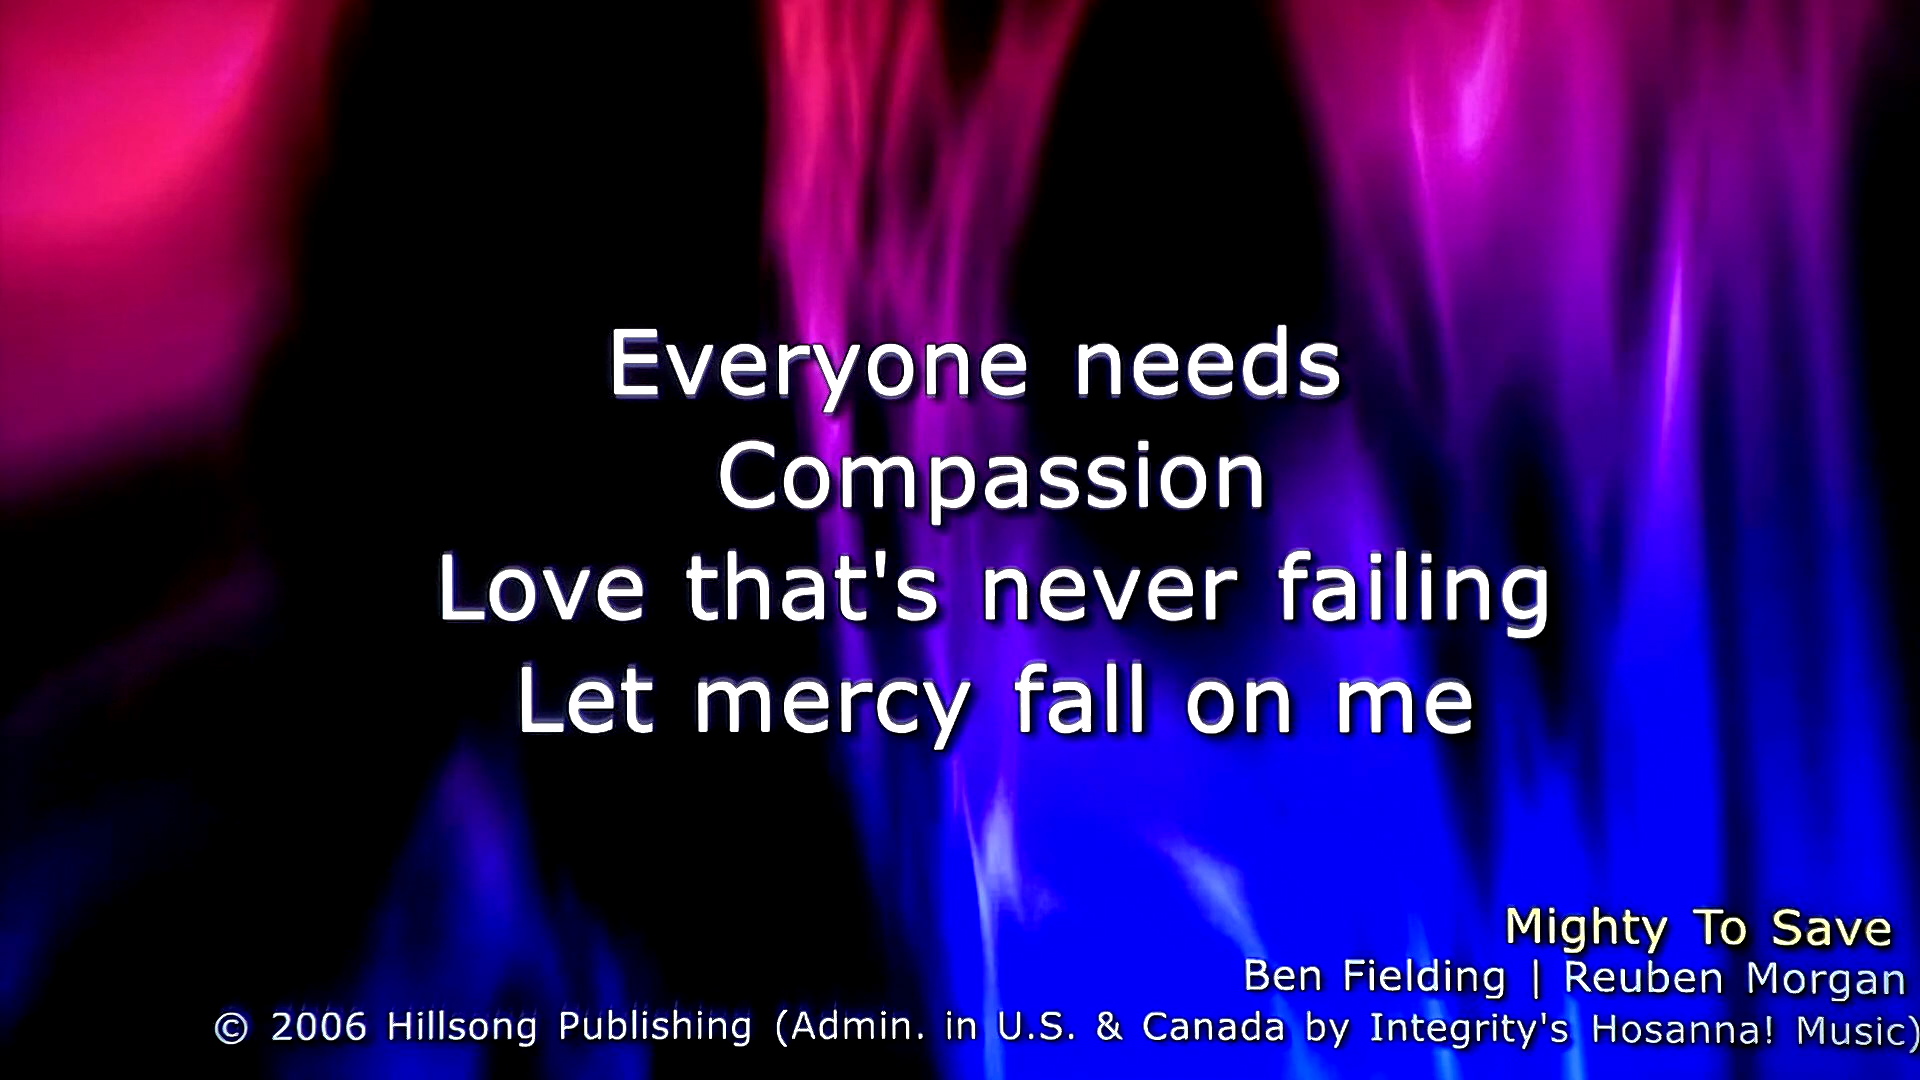 Everyone needs
Compassion
Love that's never failing
Let mercy fall on me
Mighty To Save
Ben Fielding | Reuben Morgan
© 2006 Hillsong Publishing (Admin. in U.S. & Canada by Integrity's Hosanna! Music)